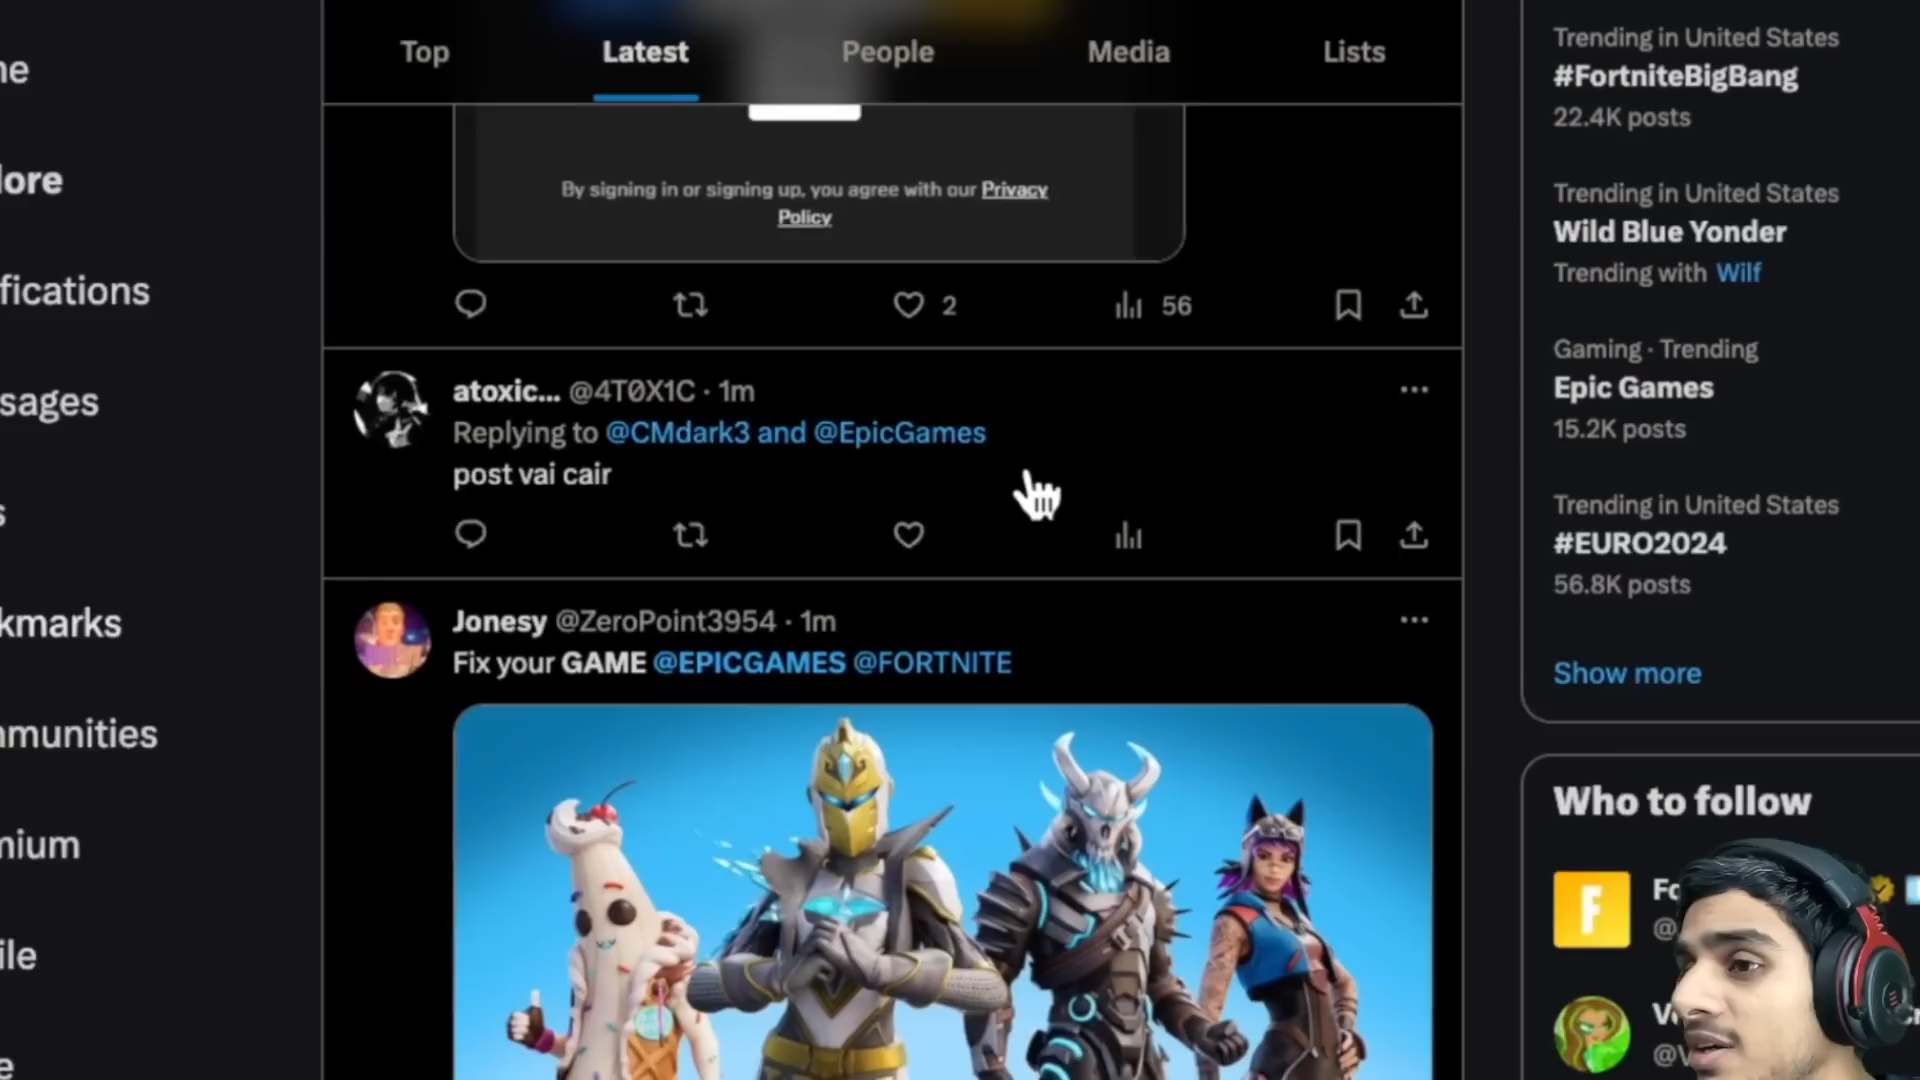 Top Latest People Media Lists
By signing in or signing up, you agree with our Privacy
Policy
2 56
atoxic... @4T0X1C · 1m
Replying to @CMdark3 and @EpicGames
post vai cair
Jonesy @ZeroPoint3954 · 1m
Fix your GAME @EPICGAMES @FORTNITE
ne
lore
fications
sages
s
kmarks
mmunities
mium
ile
e
Trending in United States
#FortniteBigBang
22.4K posts
Trending in United States
Wild Blue Yonder
Trending with Wilf
Gaming · Trending
Epic Games
15.2K posts
Trending in United States
#EURO2024
56.8K posts
Show more
Who to follow
F
Fo
@
@V